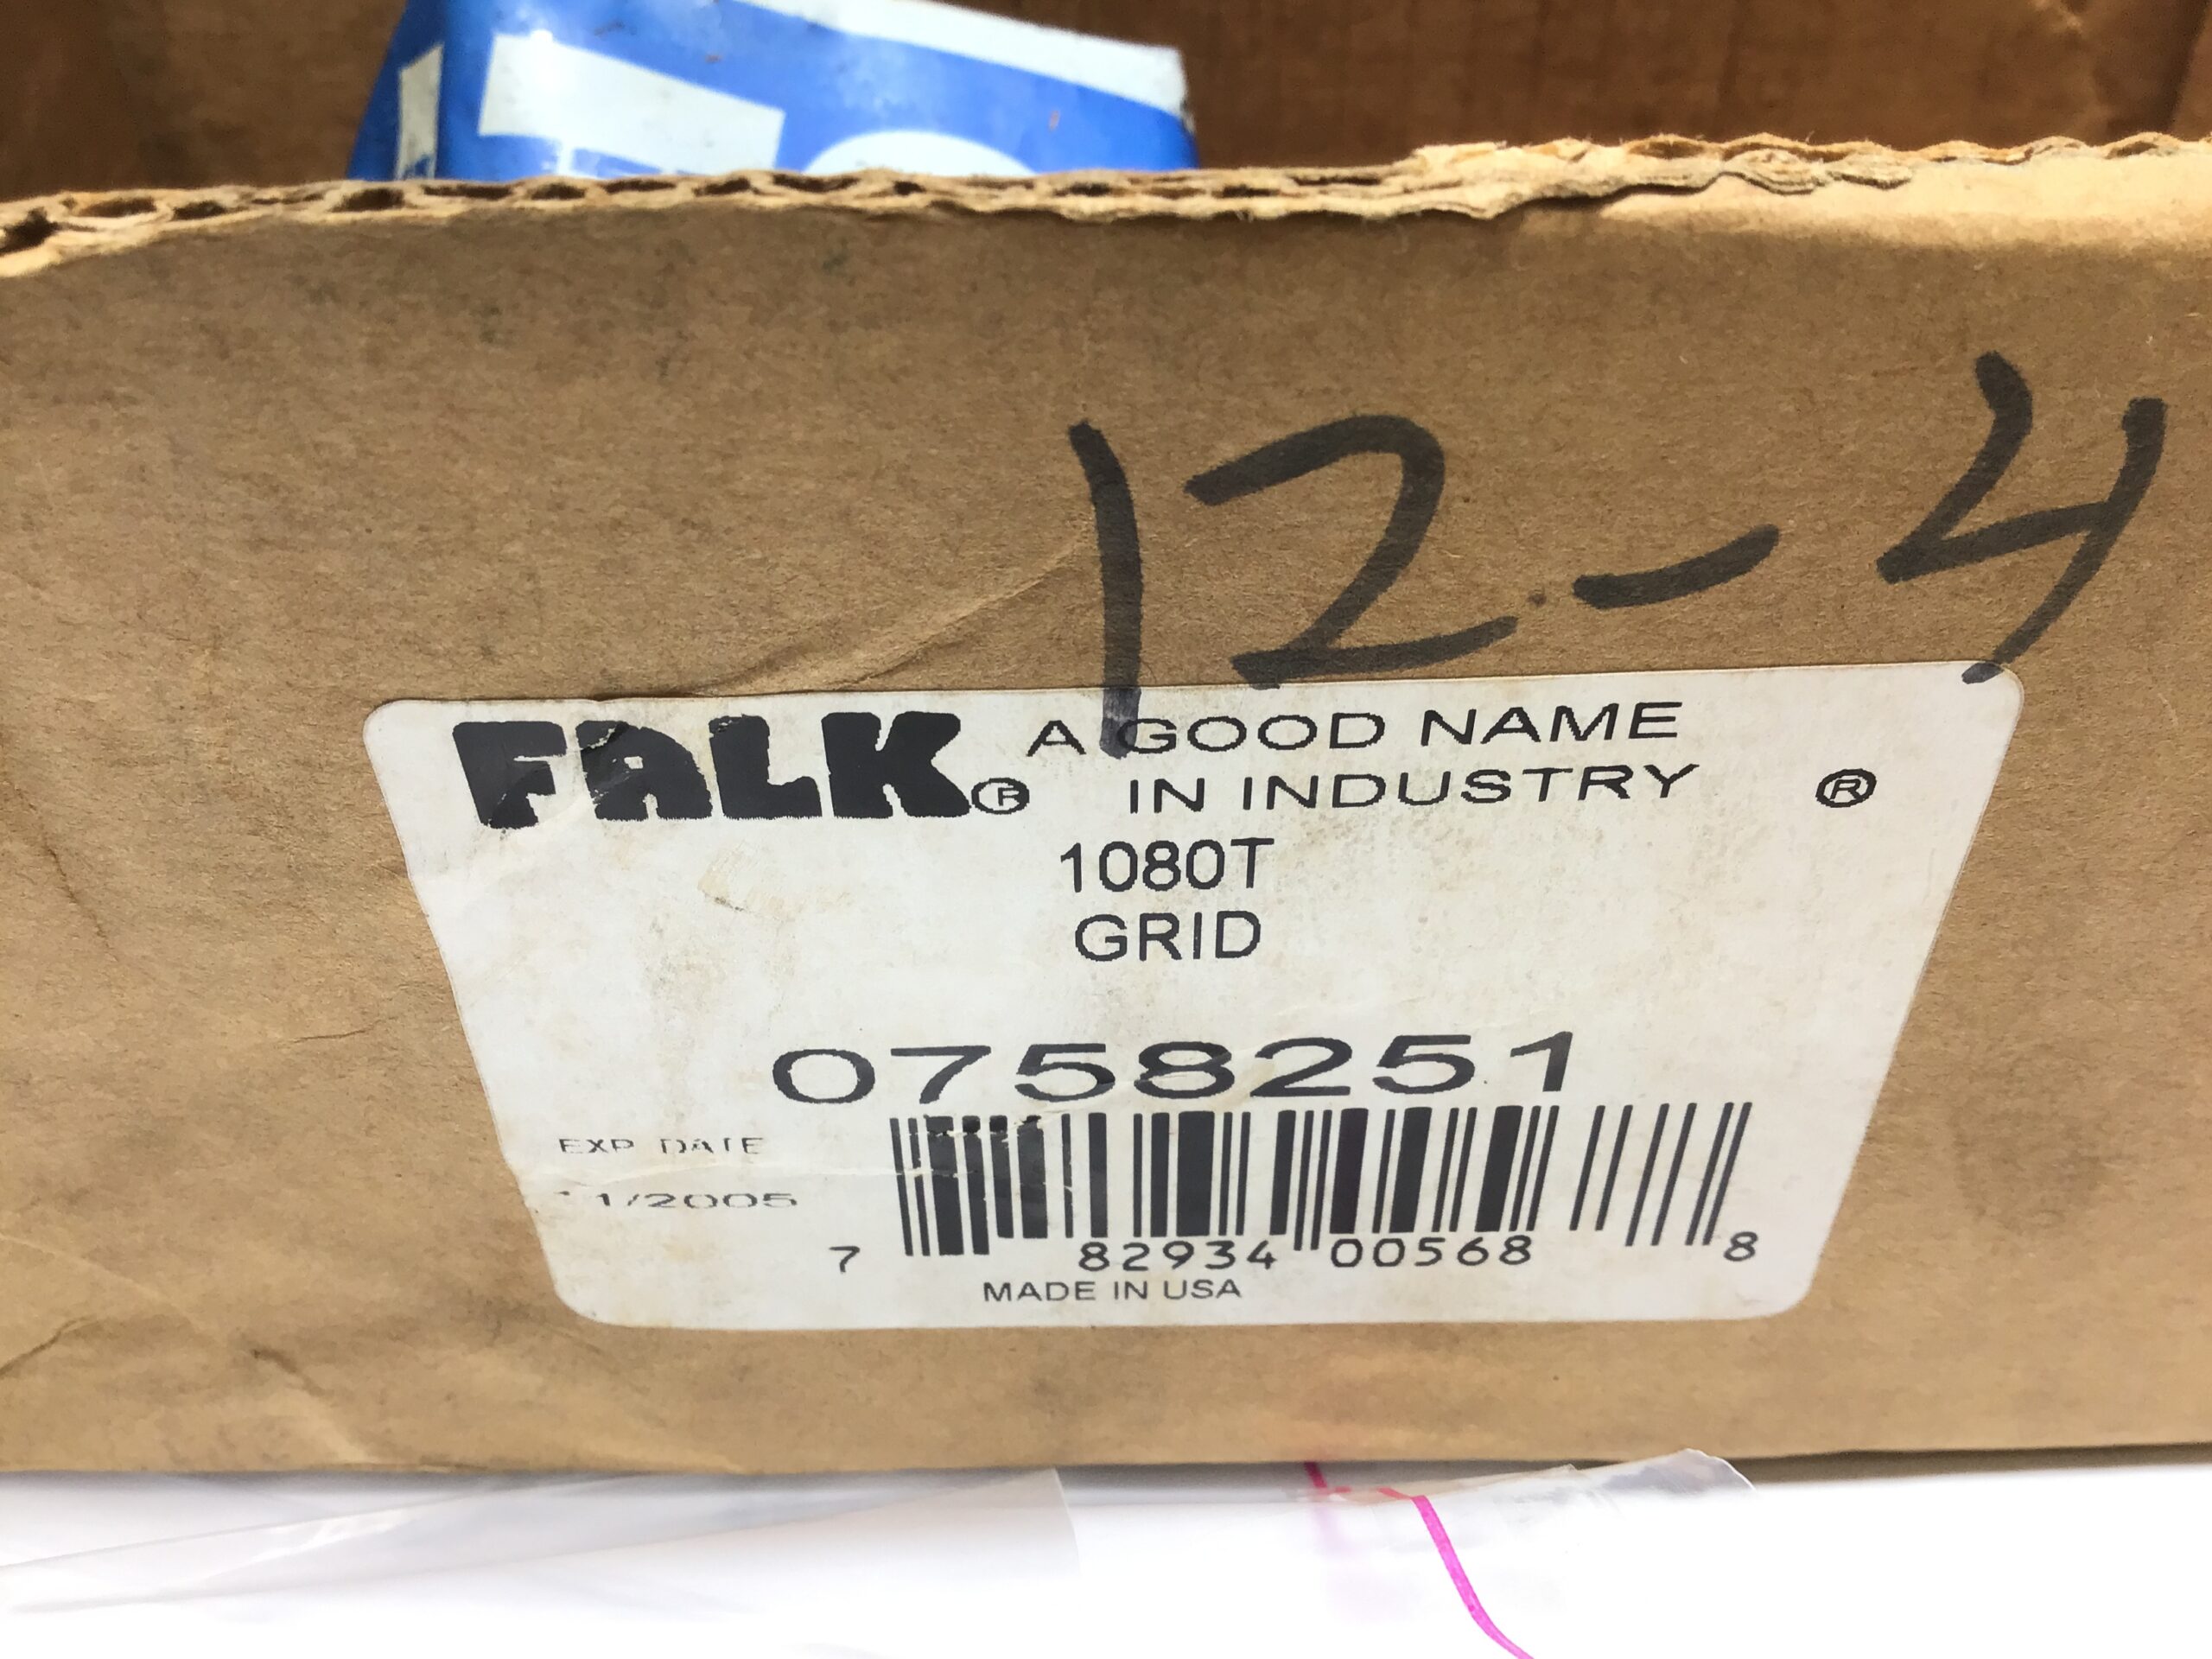 12-4
FALK® A GOOD NAME
IN INDUSTRY ®
1080T
GRID
0758251
EXP DATE
11/2005
7 82934 00568 8
MADE IN USA